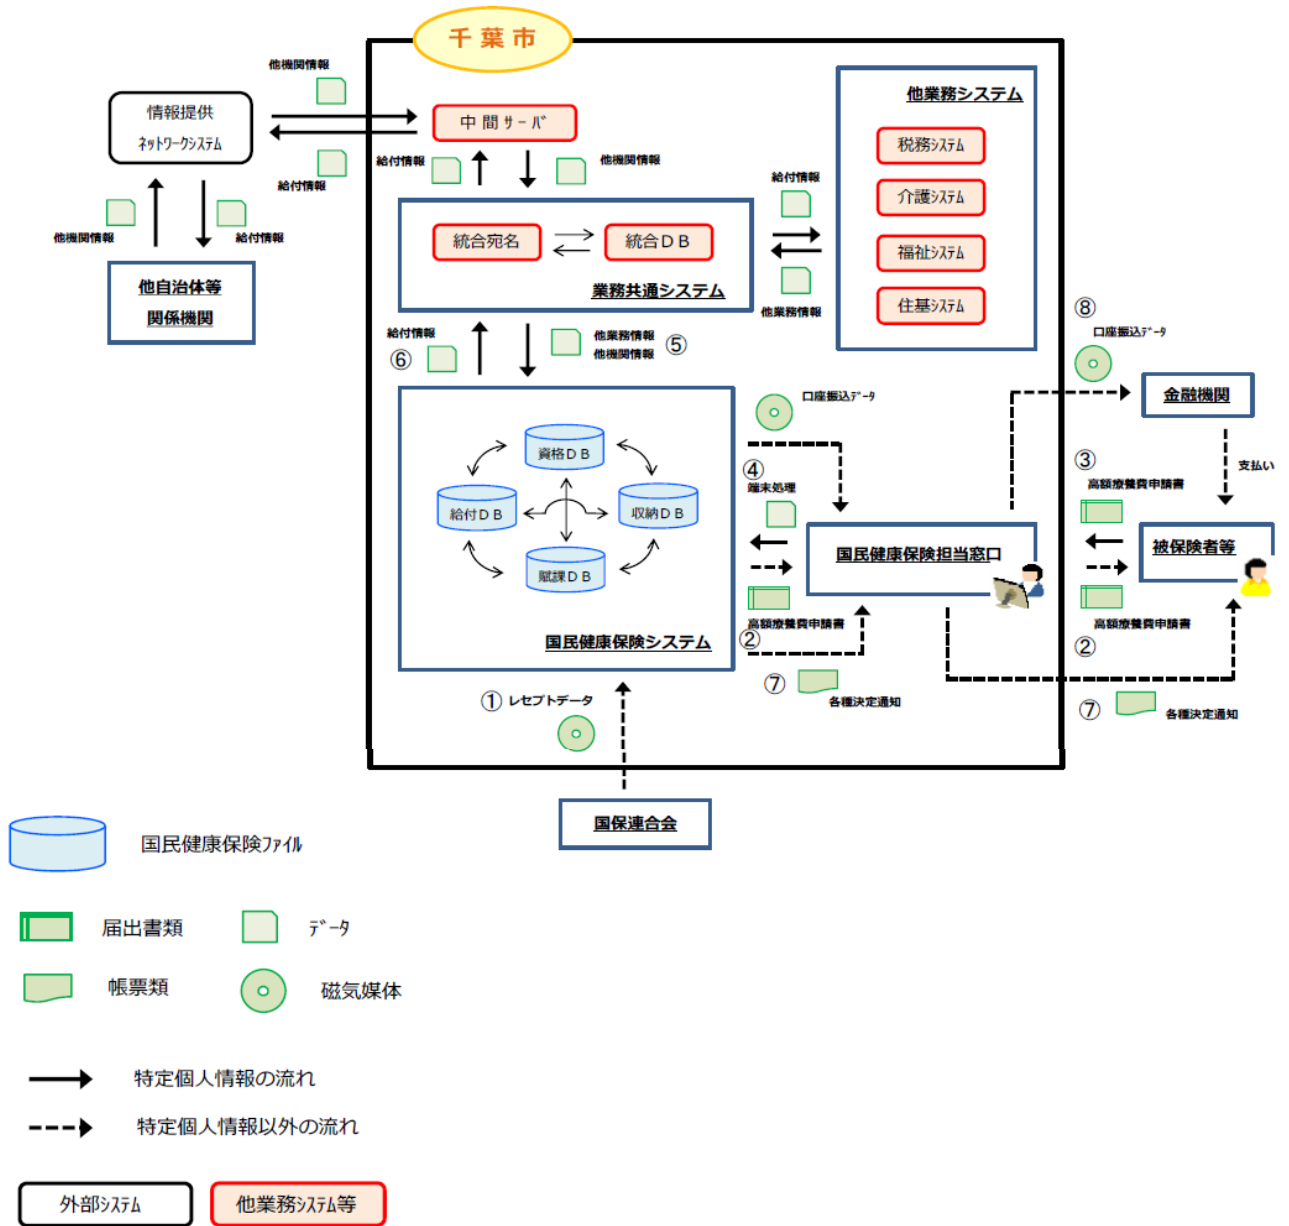 千葉市
他機関情報
情報提供
ネットワークシステム
給付情報
他機関情報
給付情報
他自治体等
関係機関
中間サーバ
給付情報
他機関情報
統合宛名
統合DB
業務共通システム
給付情報
他業務情報
他業務システム
税務システム
介護システム
福祉システム
住基システム
給付情報
⑥
他業務情報
他機関情報
⑤
資格DB
給付DB
収納DB
賦課DB
国民健康保険システム
口座振込データ
④
端末処理
国民健康保険担当窓口
高額療養費申請書
②
⑦
各種決定通知
⑧
口座振込データ
金融機関
支払い
③
高額療養費申請書
被保険者等
高額療養費申請書
②
⑦
各種決定通知
① レセプトデータ
国保連合会
国民健康保険ファイル
届出書類
データ
帳票類
磁気媒体
特定個人情報の流れ
特定個人情報以外の流れ
外部システム
他業務システム等